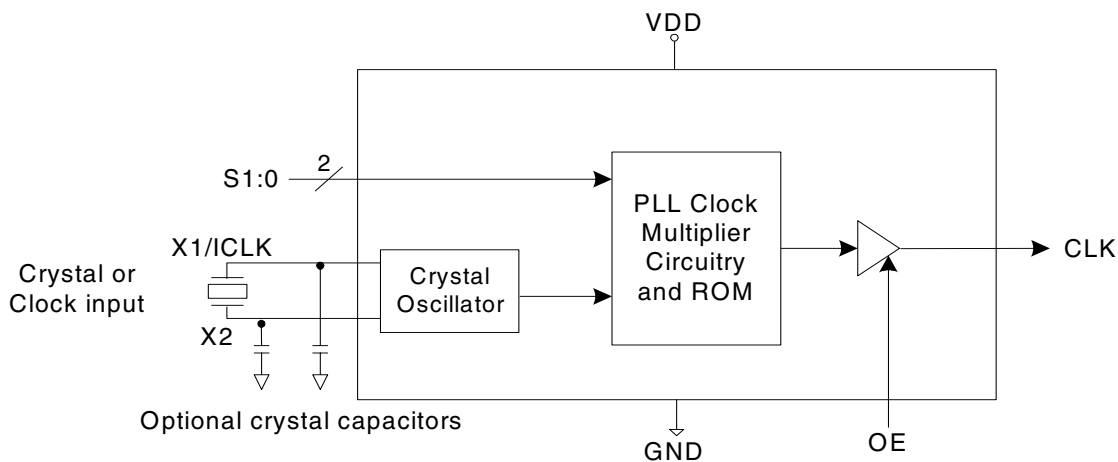 VDD
2
S1:0
PLL Clock
Multiplier
Circuitry
and ROM
X1/ICLK
CLK
Crystal or
Clock input
Crystal
Oscillator
X2
Optional crystal capacitors
GND
OE